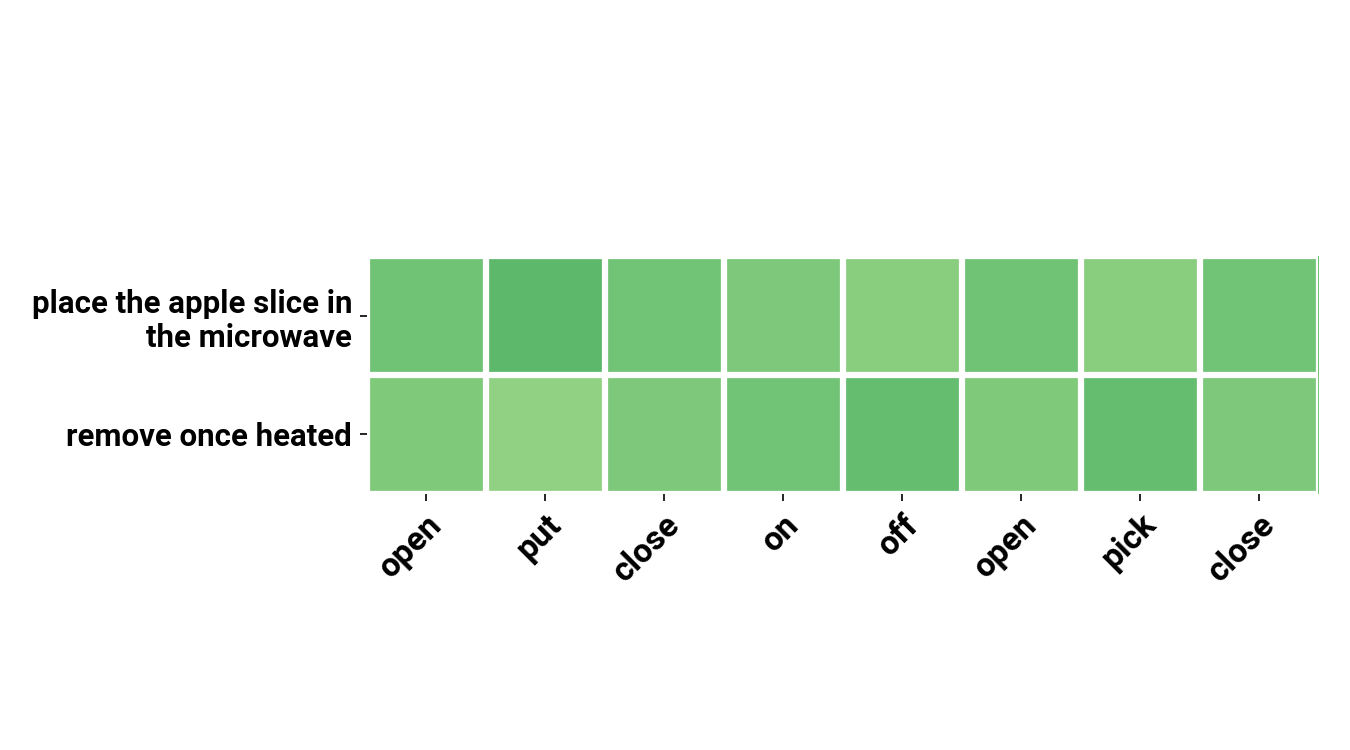 place the apple slice in
the microwave
remove once heated
open
put
close
on
off
open
pick
close